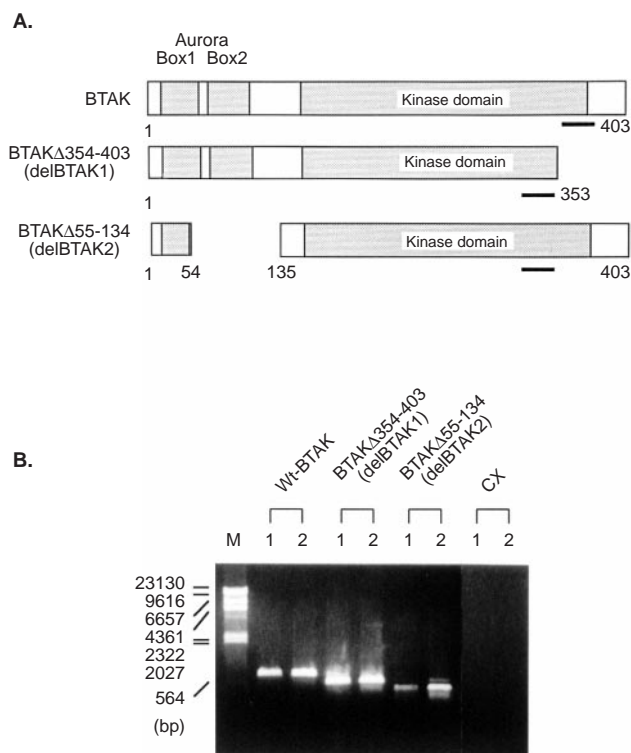 A.
Aurora
Box1 Box2
BTAK
Kinase domain
1
403
BTAKΔ354-403
(delBTAK1)
Kinase domain
1
353
BTAKΔ55-134
(delBTAK2)
Kinase domain
1 54 135 403
B.
Wt-BTAK
BTAKΔ354-403
(delBTAK1)
BTAKΔ55-134
(delBTAK2)
CX
M 1 2 1 2 1 2 1 2
23130
9616
6657
4361
2322
2027
564
(bp)